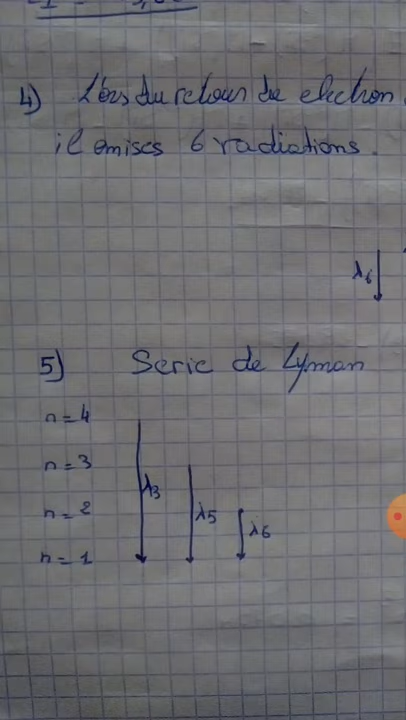 4) Lors du retour de electron
il emises 6 radiations.
λ6
5) Serie de Lyman
n=4
n=3
λ3
n=2
λ5
λ6
n=1